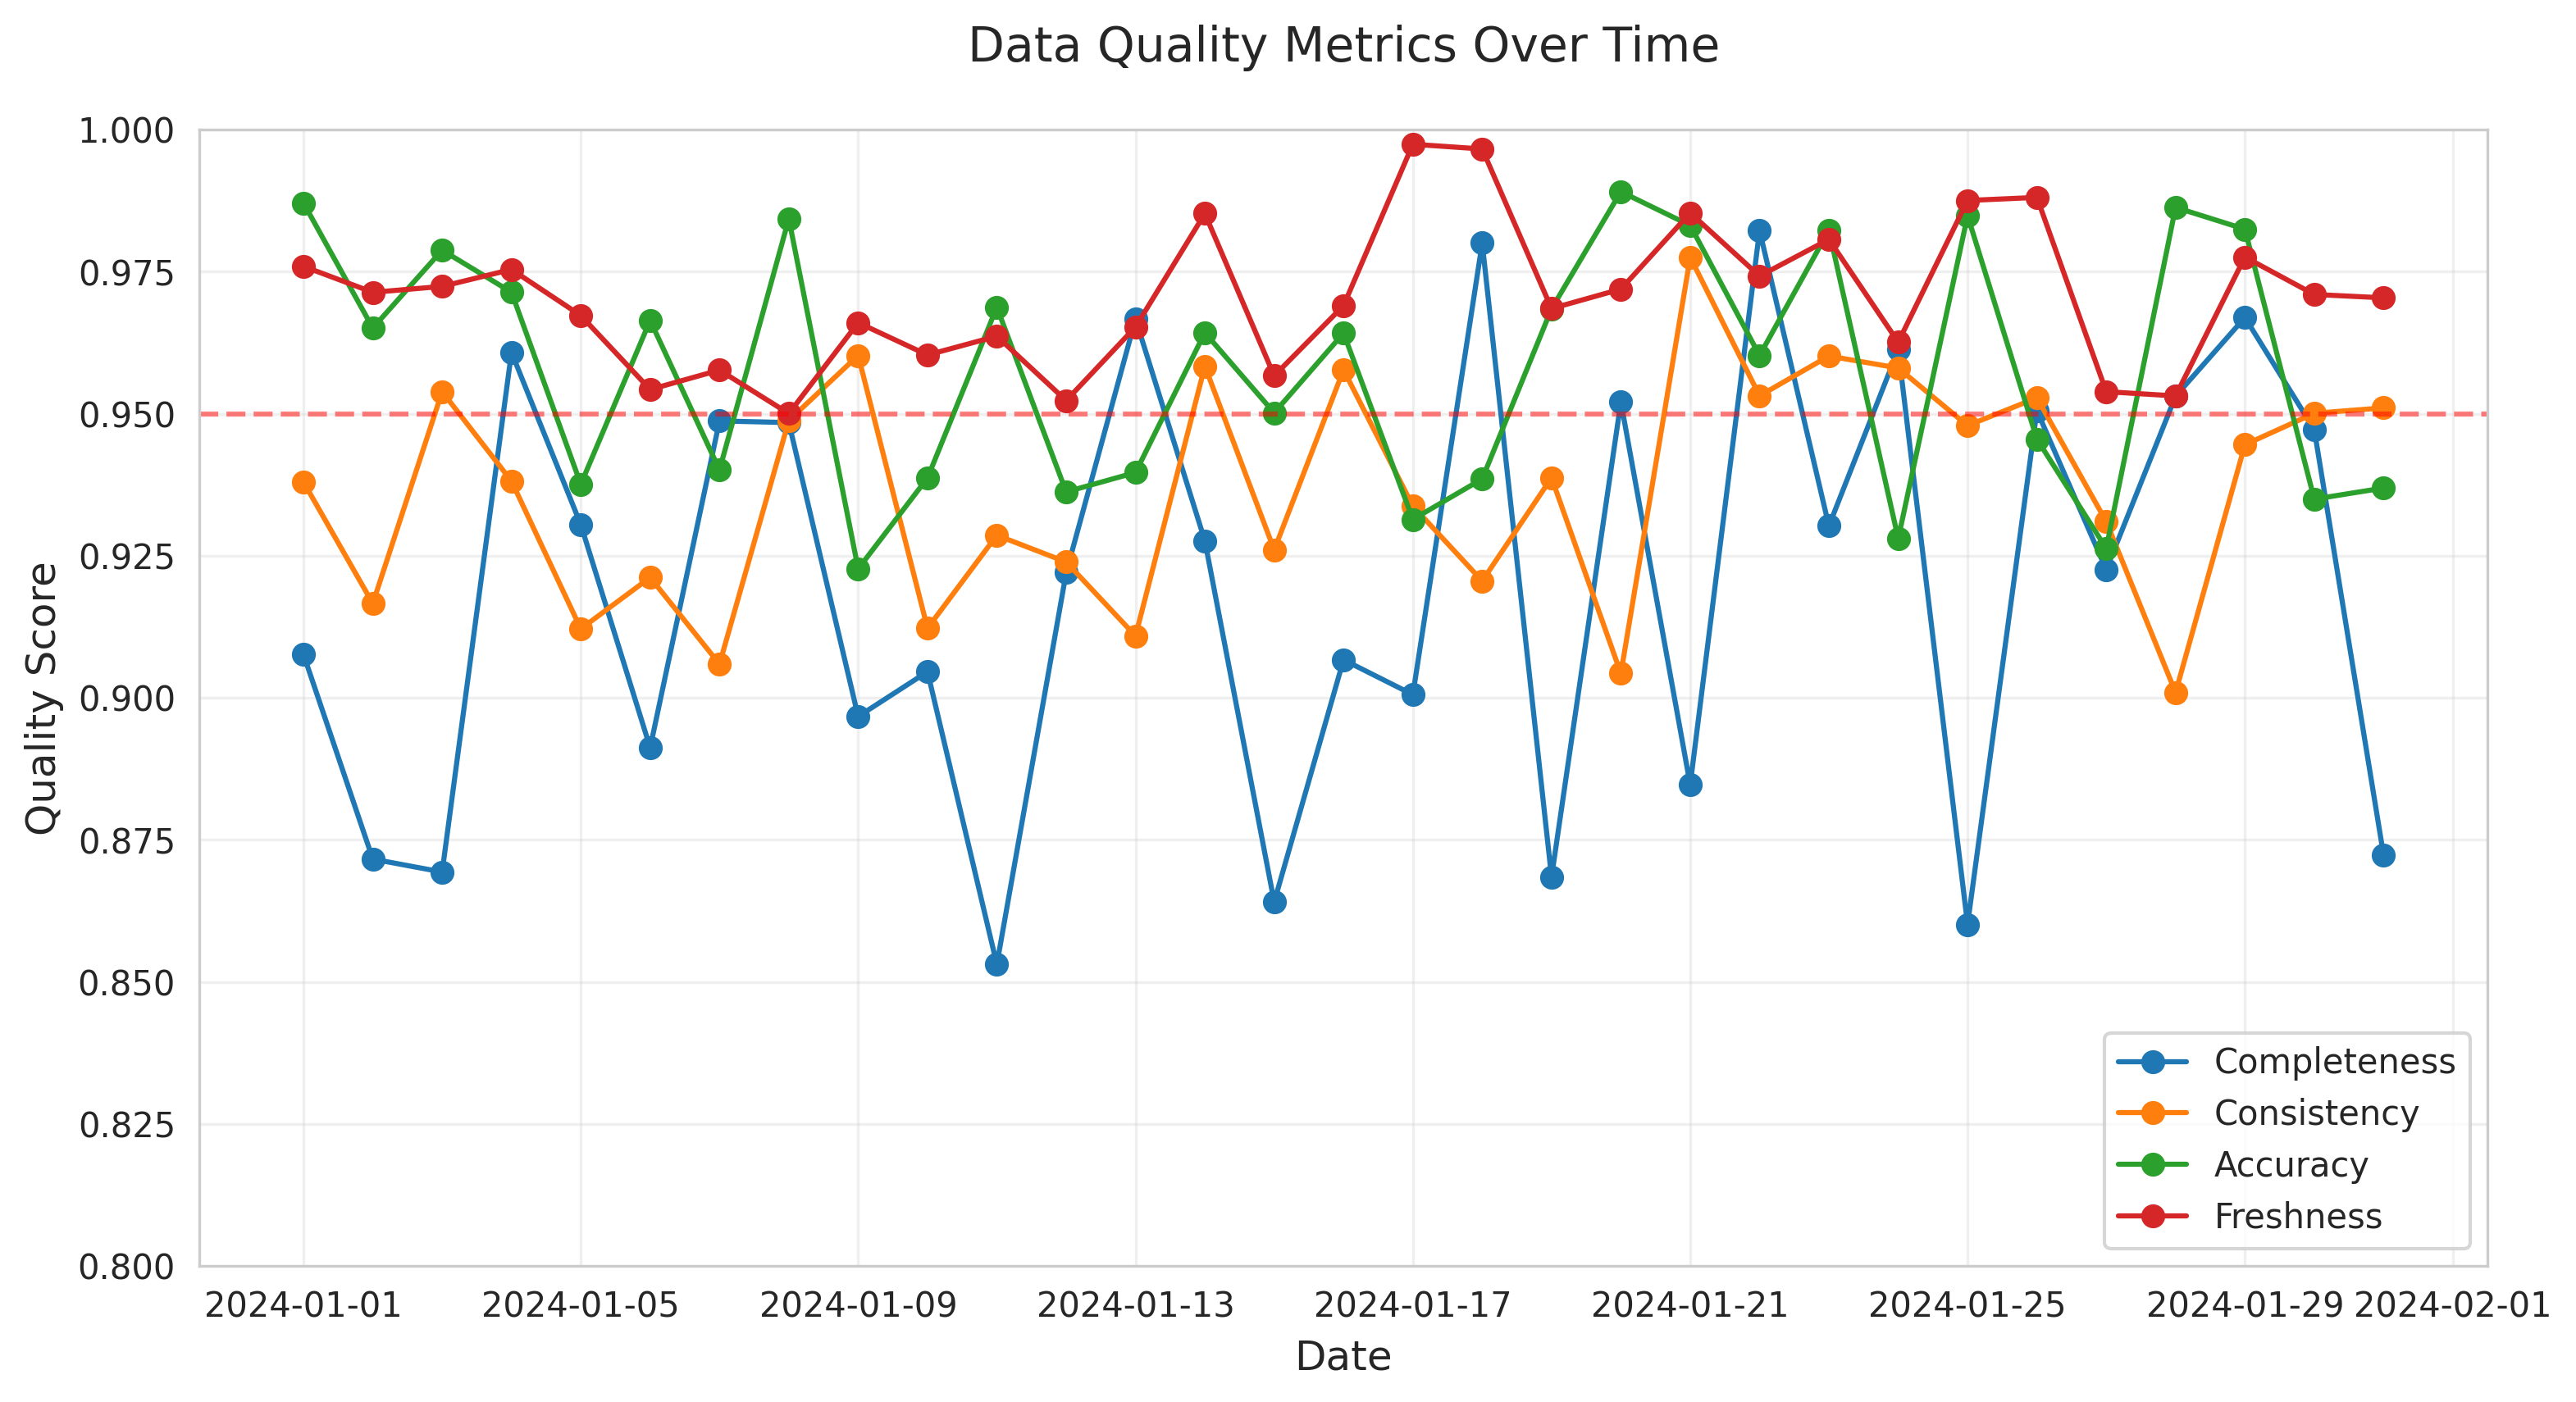 Data Quality Metrics Over Time
1.000
0.975
0.950
0.925
0.900
0.875
0.850
0.825
0.800
Quality Score
2024-01-01
2024-01-05
2024-01-09
2024-01-13
2024-01-17
2024-01-21
2024-01-25
2024-01-29
2024-02-01
Date
Completeness
Consistency
Accuracy
Freshness